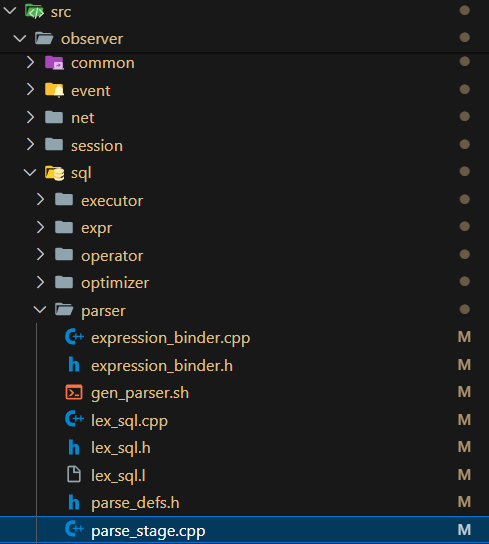 src
observer
common
event
net
session
sql
executor
expr
operator
optimizer
parser
expression_binder.cpp M
expression_binder.h M
gen_parser.sh M
lex_sql.cpp M
lex_sql.h M
lex_sql.l M
parse_defs.h M
parse_stage.cpp M